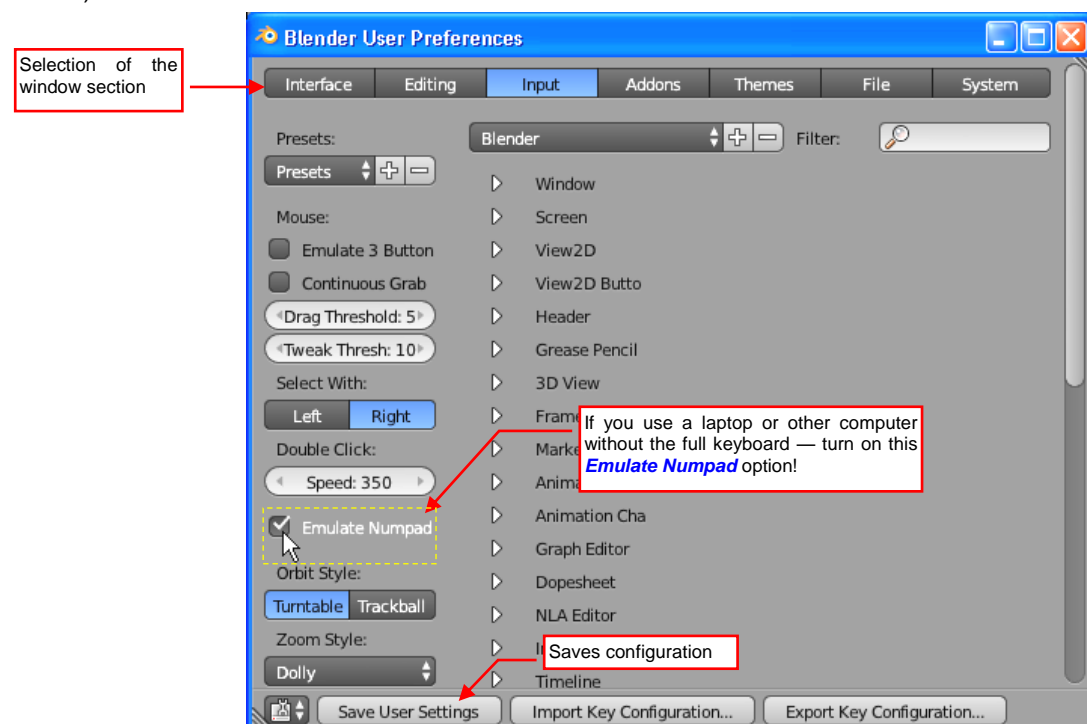 Blender User Preferences
Selection of the
window section
Interface Editing Input Addons Themes File System
Presets: Blender Filter:
Presets
Window
Mouse: Screen
Emulate 3 Button View2D
Continuous Grab View2D Butto
Drag Threshold: 5 Header
Tweak Thresh: 10 Grease Pencil
Select With: 3D View
Left Right Frame
If you use a laptop or other computer
without the full keyboard — turn on this
Emulate Numpad option!
Double Click: Marke
Speed: 350 Anima
Emulate Numpad Animation Cha
Graph Editor
Orbit Style: Dopesheet
Turntable Trackball NLA Editor
Zoom Style:
Saves configuration
Dolly Timeline
Save User Settings Import Key Configuration... Export Key Configuration...